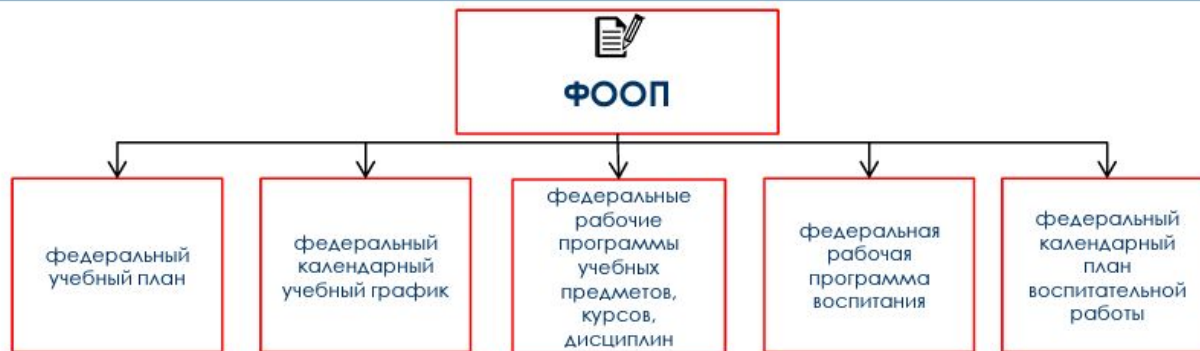 ФООП
федеральный
учебный план
федеральный
календарный
учебный график
федеральные
рабочие
программы
учебных
предметов,
курсов,
дисциплин
федеральная
рабочая
программа
воспитания
федеральный
календарный
план
воспитательной
работы